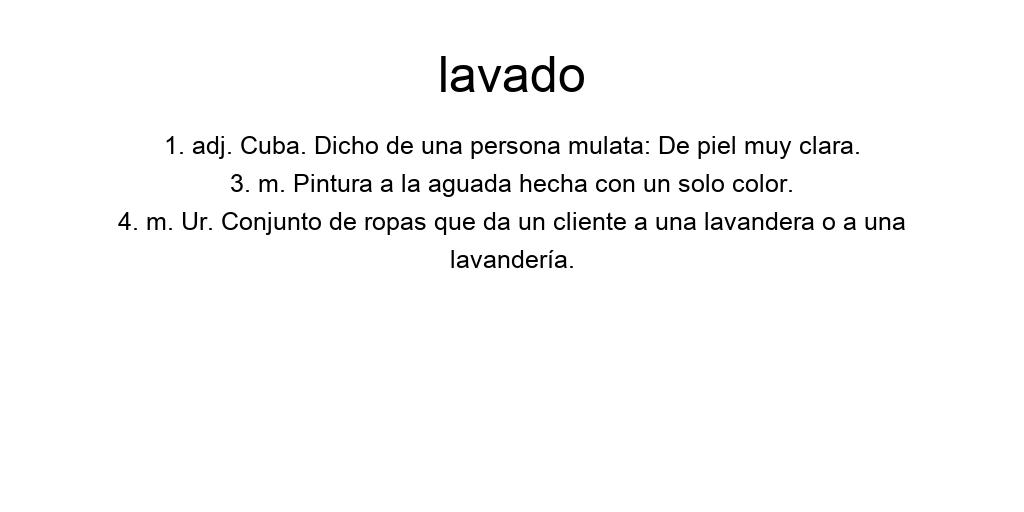 lavado
1. adj. Cuba. Dicho de una persona mulata: De piel muy clara.
3. m. Pintura a la aguada hecha con un solo color.
4. m. Ur. Conjunto de ropas que da un cliente a una lavandera o a una
lavandería.